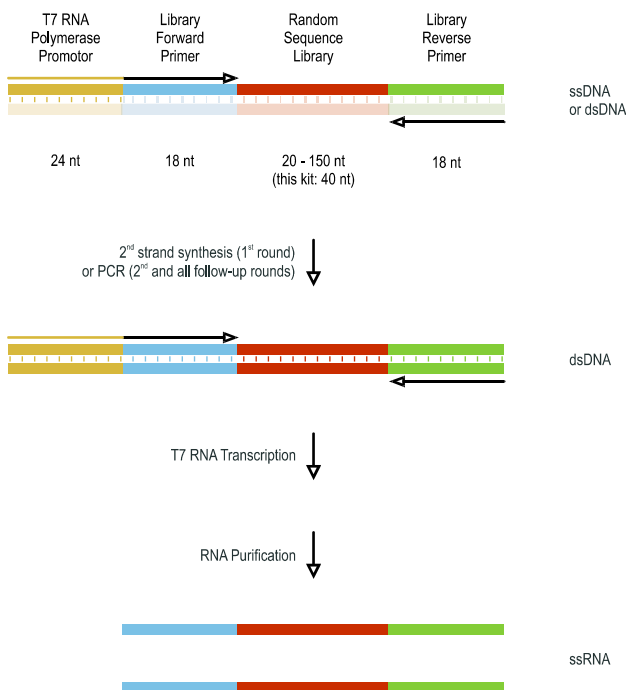 T7 RNA
Polymerase
Promotor
Library
Forward
Primer
Random
Sequence
Library
Library
Reverse
Primer
ssDNA
or dsDNA
24 nt
18 nt
20 - 150 nt
(this kit: 40 nt)
18 nt
2nd strand synthesis (1st round)
or PCR (2nd and all follow-up rounds)
dsDNA
T7 RNA Transcription
RNA Purification
ssRNA